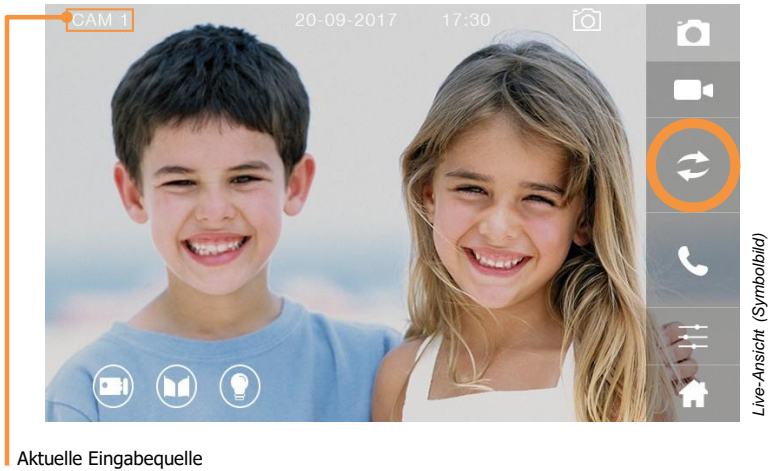 CAM 1 20-09-2017 17:30
Live-Ansicht (Symbolbild)
Aktuelle Eingabequelle